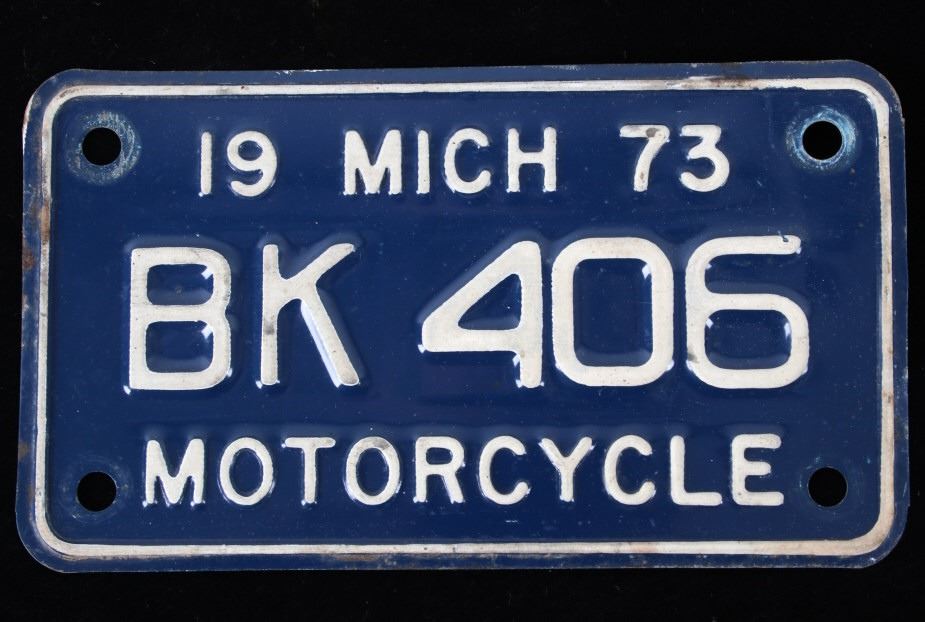 19 MICH 73
BK 406
MOTORCYCLE